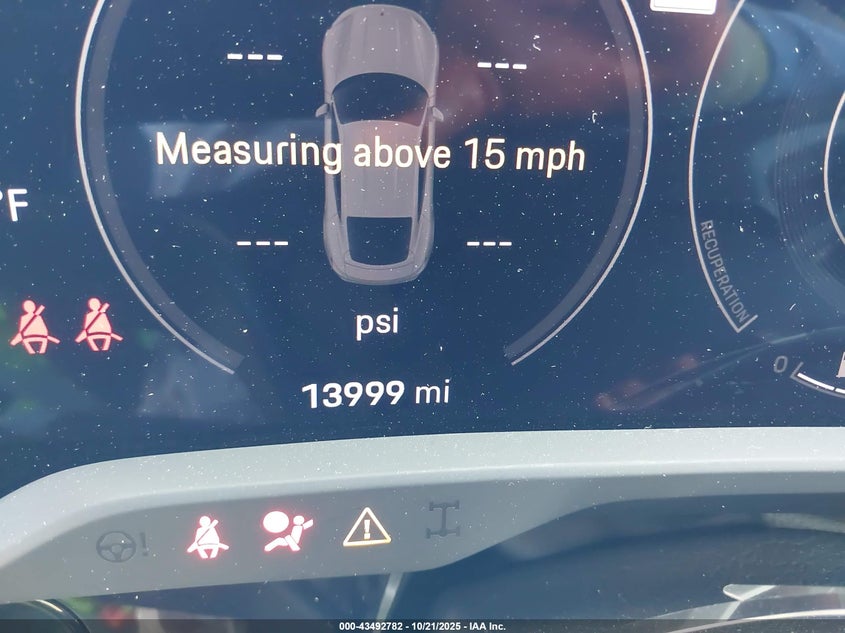 --- ---
Measuring above 15 mph
°F
--- ---
RECUPERATION
psi
0
13999 mi
000-43492782 - 10/21/2025 - IAA Inc.